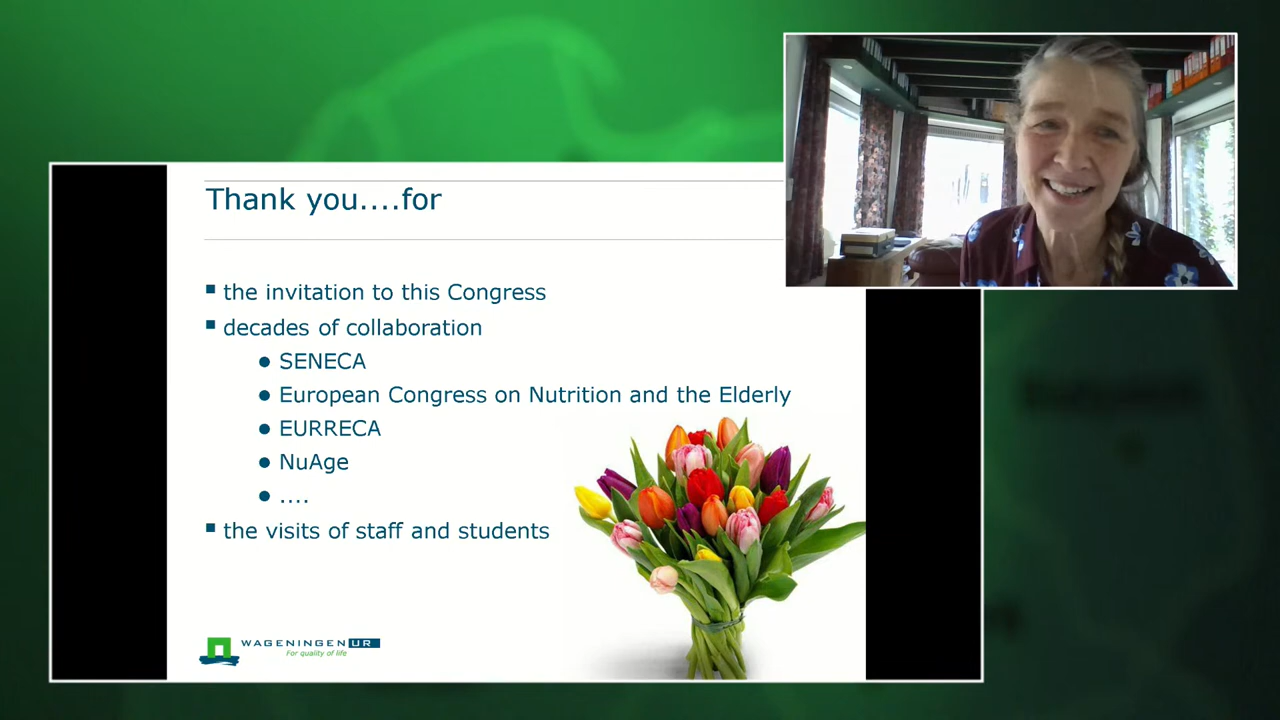 Thank you....for
▪ the invitation to this Congress
▪ decades of collaboration
● SENECA
● European Congress on Nutrition and the Elderly
● EURRECA
● NuAge
● ....
▪ the visits of staff and students
WAGENINGEN UR
For quality of life